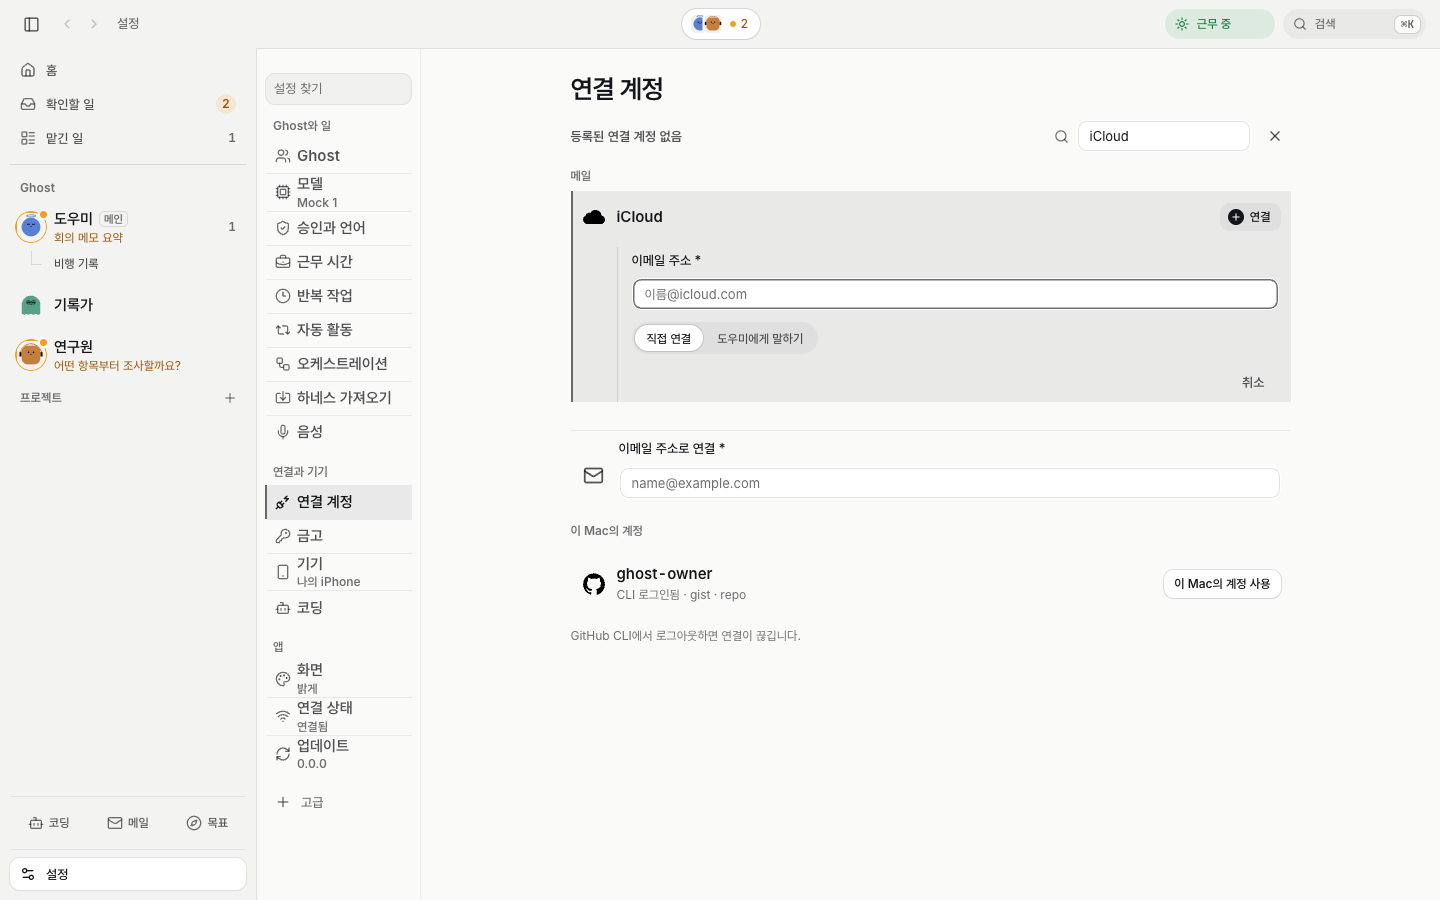 설정
2
근무 중
검색
⌘K
홈
확인할 일
2
맡긴 일
1
Ghost
도우미
메인
회의 메모 요약
1
비행 기록
기록가
연구원
어떤 항목부터 조사할까요?
프로젝트
코딩
메일
목표
설정
설정 찾기
Ghost와 일
Ghost
모델
Mock 1
승인과 언어
근무 시간
반복 작업
자동 활동
오케스트레이션
하네스 가져오기
음성
연결과 기기
연결 계정
금고
기기
나의 iPhone
코딩
앱
화면
밝게
연결 상태
연결됨
업데이트
0.0.0
고급
연결 계정
등록된 연결 계정 없음
iCloud
메일
iCloud
연결
이메일 주소 *
이름@icloud.com
직접 연결
도우미에게 말하기
취소
이메일 주소로 연결 *
name@example.com
이 Mac의 계정
ghost-owner
CLI 로그인됨 · gist · repo
이 Mac의 계정 사용
GitHub CLI에서 로그아웃하면 연결이 끊깁니다.